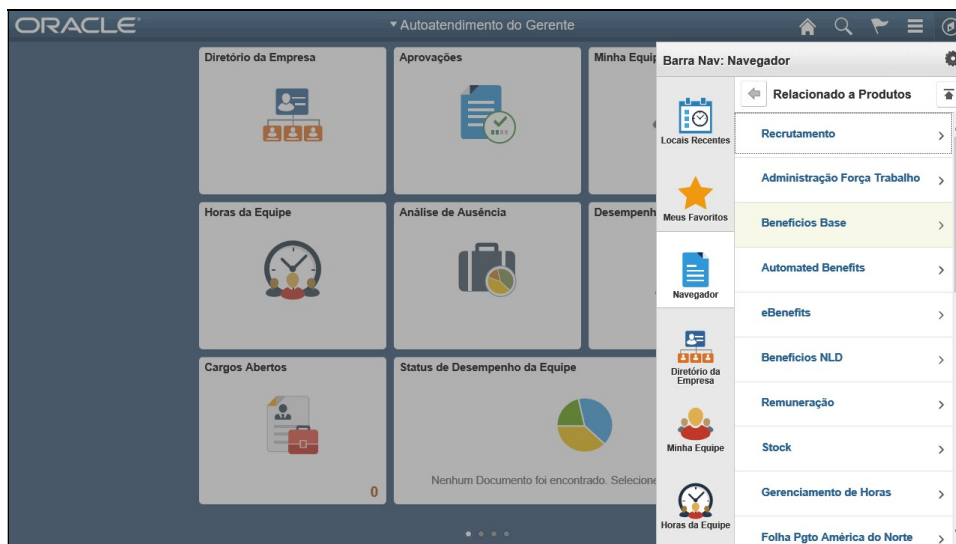 ORACLE
Autoatendimento do Gerente
Diretório da Empresa
Aprovações
Minha Equip
Horas da Equipe
Análise de Ausência
Desempenh
Cargos Abertos
0
Status de Desempenho da Equipe
Nenhum Documento foi encontrado. Selecione
Barra Nav: Navegador
Locais Recentes
Meus Favoritos
Navegador
Diretório da
Empresa
Minha Equipe
Horas da Equipe
Relacionado a Produtos
Recrutamento
Administração Força Trabalho
Benefícios Base
Automated Benefits
eBenefits
Benefícios NLD
Remuneração
Stock
Gerenciamento de Horas
Folha Pgto América do Norte